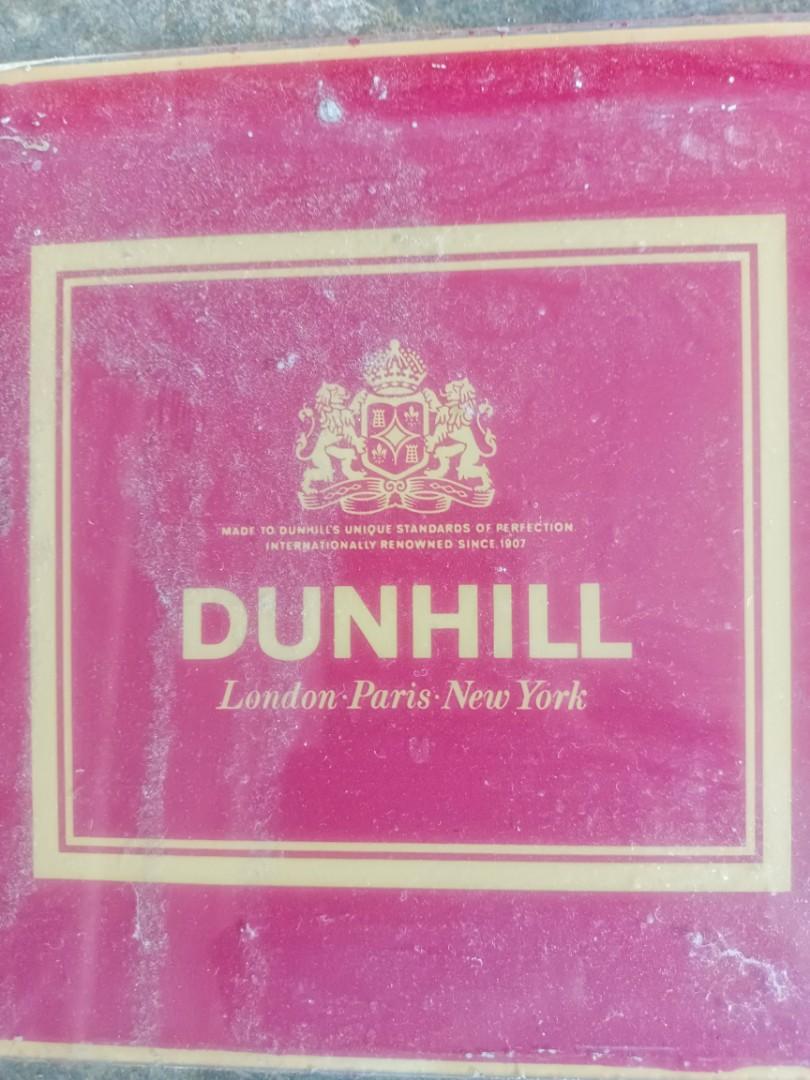 MADE TO DUNHILL'S UNIQUE STANDARDS OF PERFECTION
INTERNATIONALLY RENOWNED SINCE 1907
DUNHILL
London·Paris·New York